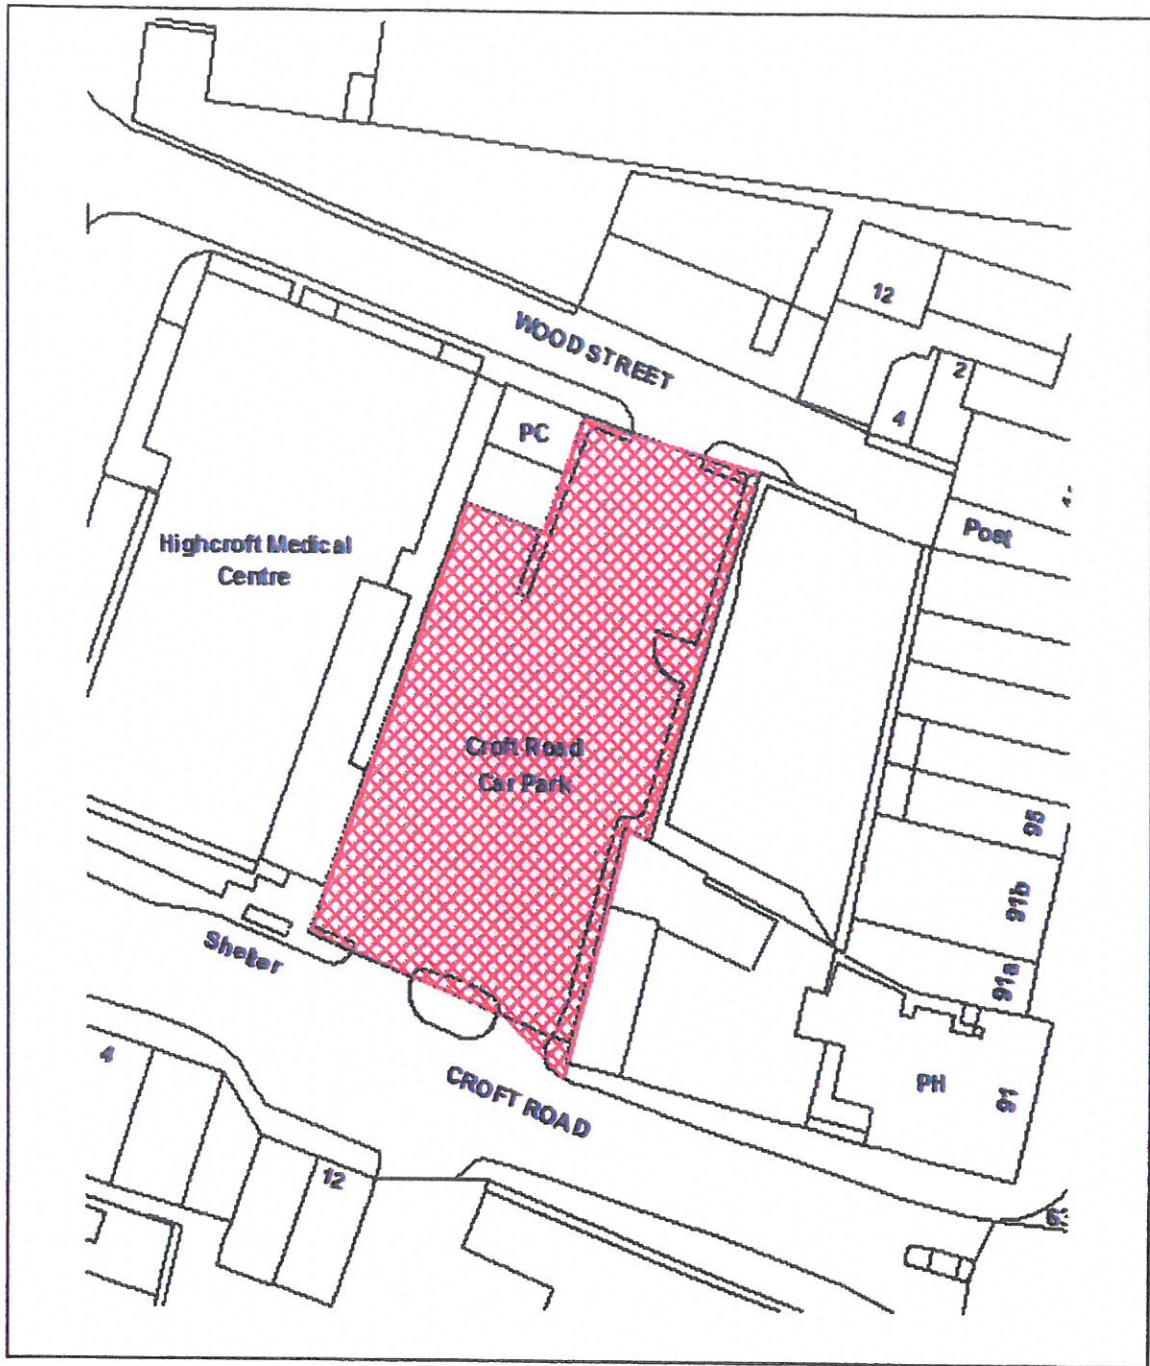 WOOD STREET
12
2
4
PC
Post
Highcroft Medical
Centre
Croft Road
Car Park
95
91b
91a
Shelter
PH
91
4
CROFT ROAD
12